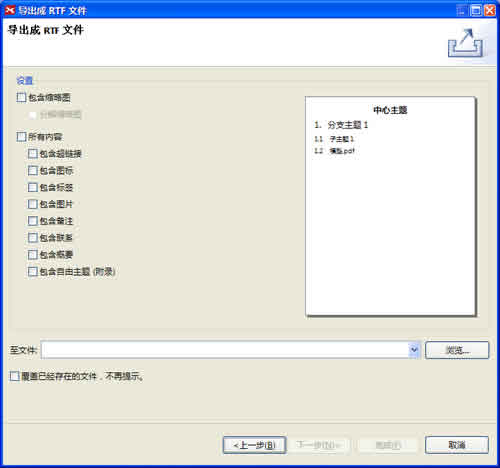 导出成 RTF 文件
导出成 RTF 文件
设置
包含缩略图
分解缩略图
所有内容
包含超链接
包含图标
包含标签
包含图片
包含备注
包含联系
包含概要
包含自由主题 (附录)
中心主题
1. 分支主题 1
1.1 子主题 1
1.2 模版.pdf
至文件:
浏览...
覆盖已经存在的文件，不再提示。
<上一步(B)
下一步(N)>
完成(F)
取消